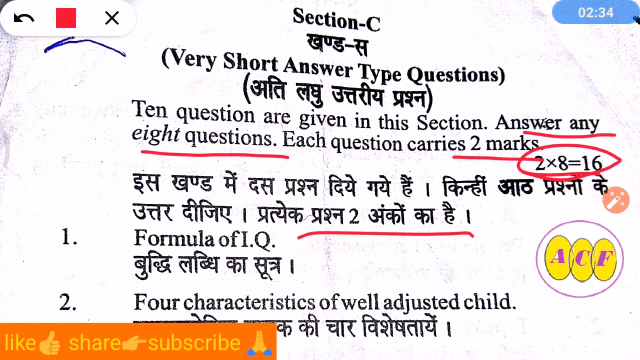 02:34
Section-C
खण्ड-स
(Very Short Answer Type Questions)
(अति लघु उत्तरीय प्रश्न)
Ten question are given in this Section. Answer any
eight questions. Each question carries 2 marks.
2×8=16
इस खण्ड में दस प्रश्न दिये गये हैं । किन्हीं आठ प्रश्नों के
उत्तर दीजिए । प्रत्येक प्रश्न 2 अंकों का है ।
1. Formula of I.Q.
बुद्धि लब्धि का सूत्र ।
ACF
2. Four characteristics of well adjusted child.
की चार विशेषतायें ।
like👍 share👉subscribe🙏